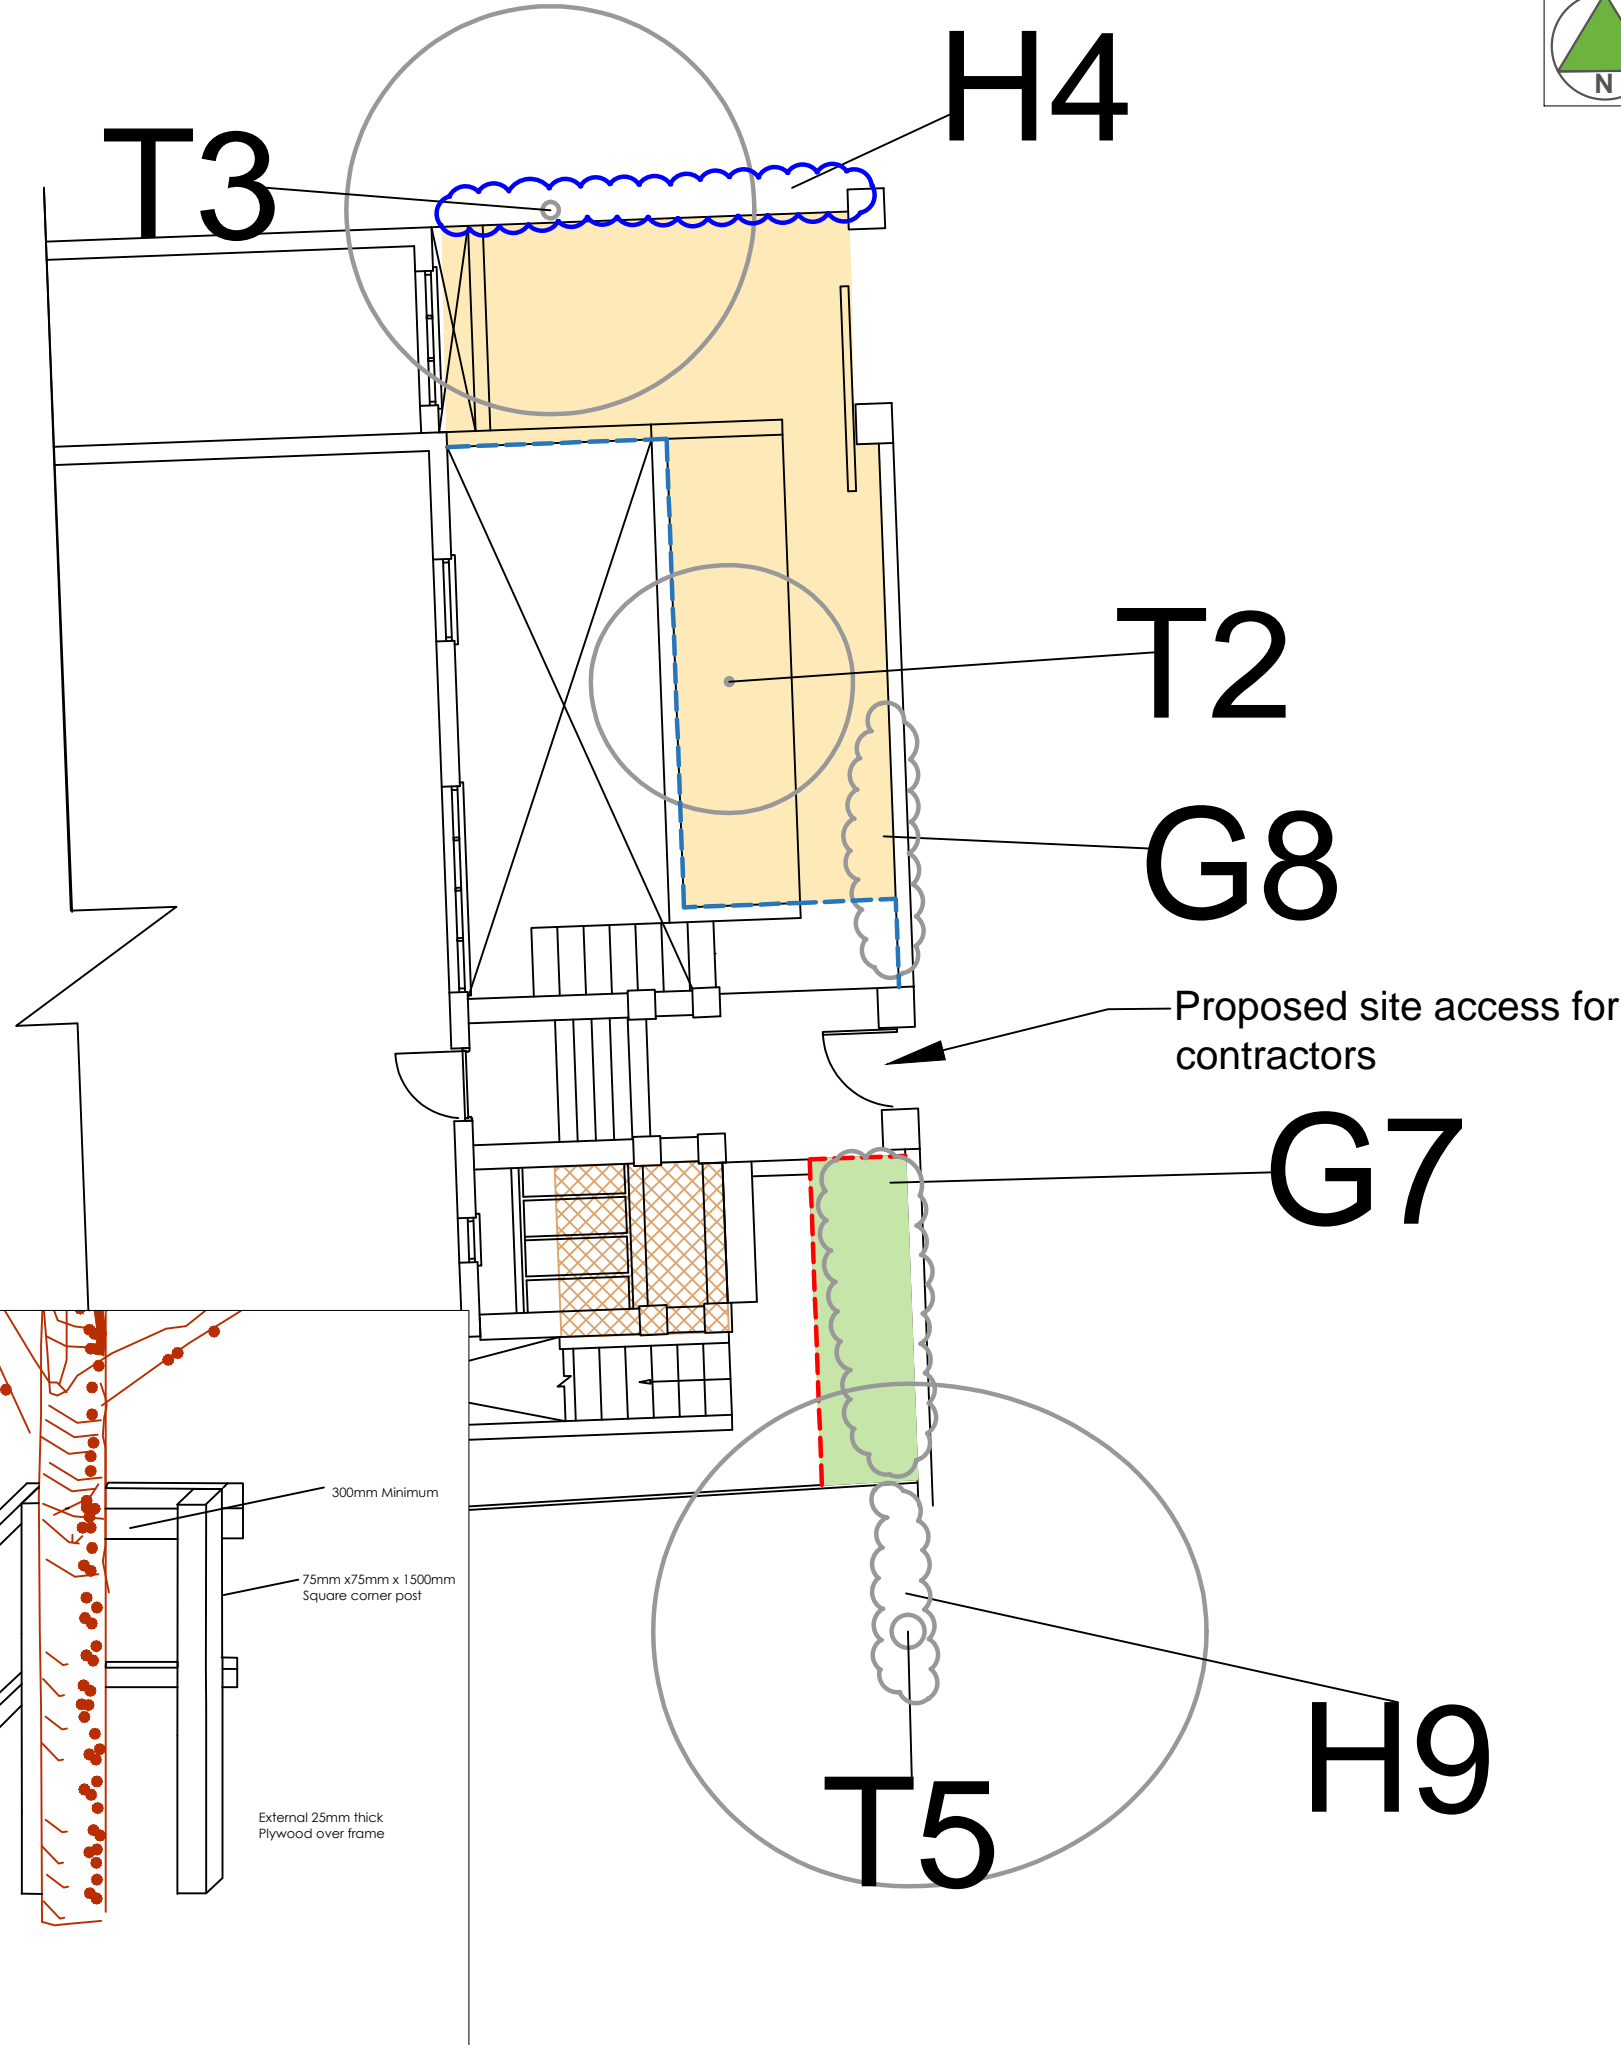 N
H4
T3
T2
G8
Proposed site access for
contractors
G7
300mm Minimum
75mm x75mm x 1500mm
Square corner post
H9
T5
External 25mm thick
Plywood over frame